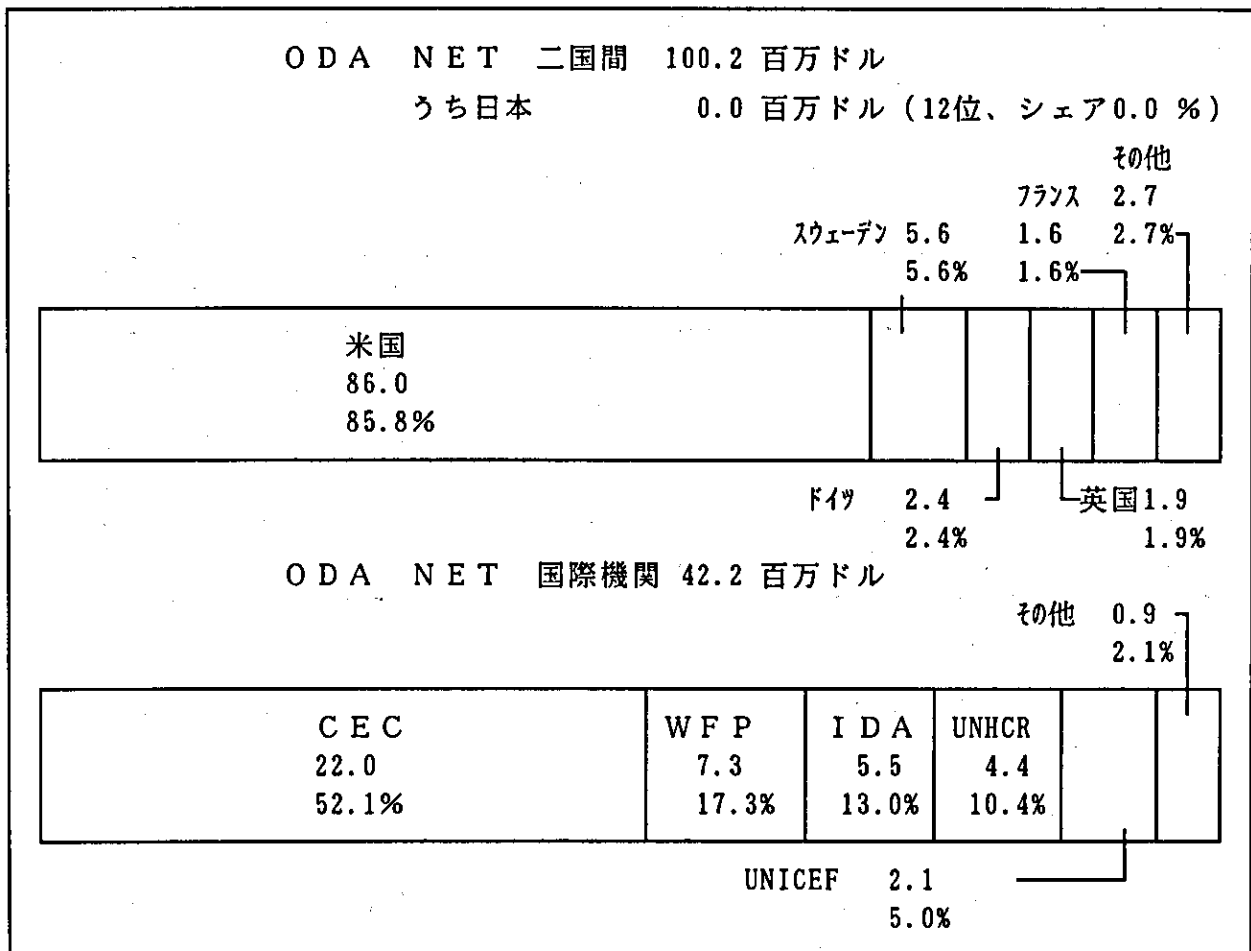 ODA NET 二国間 100.2 百万ドル
うち日本 0.0 百万ドル (12位、シェア0.0 %)
その他
フランス 2.7
スウェーデン 5.6 1.6 2.7%
5.6% 1.6%
米国
86.0
85.8%
ドイツ 2.4 英国1.9
2.4% 1.9%
ODA NET 国際機関 42.2 百万ドル
その他 0.9
2.1%
CEC WFP IDA UNHCR
22.0 7.3 5.5 4.4
52.1% 17.3% 13.0% 10.4%
UNICEF 2.1
5.0%